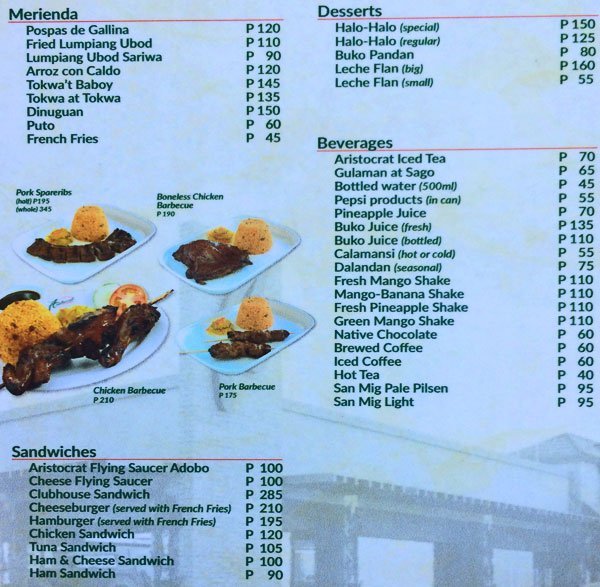 Merienda
Pospas de Gallina P 120
Fried Lumpiang Ubod P 110
Lumpiang Ubod Sariwa P 90
Arroz con Caldo P 120
Tokwa't Baboy P 145
Tokwa at Tokwa P 135
Dinuguan P 150
Puto P 60
French Fries P 45
Pork Spareribs
(half) P195
(whole) 345
Boneless Chicken
Barbecue
P 190
Chicken Barbecue
P 210
Pork Barbecue
P 175
Sandwiches
Aristocrat Flying Saucer Adobo P 100
Cheese Flying Saucer P 100
Clubhouse Sandwich P 285
Cheeseburger (served with French Fries) P 210
Hamburger (served with French Fries) P 195
Chicken Sandwich P 120
Tuna Sandwich P 105
Ham & Cheese Sandwich P 100
Ham Sandwich P 90
Desserts
Halo-Halo (special) P 150
Halo-Halo (regular) P 125
Buko Pandan P 80
Leche Flan (big) P 160
Leche Flan (small) P 55
Beverages
Aristocrat Iced Tea P 70
Gulaman at Sago P 65
Bottled water (500ml) P 45
Pepsi products (in can) P 55
Pineapple Juice P 70
Buko Juice (fresh) P 135
Buko Juice (bottled) P 110
Calamansi (hot or cold) P 55
Dalandan (seasonal) P 75
Fresh Mango Shake P 110
Mango-Banana Shake P 110
Fresh Pineapple Shake P 110
Green Mango Shake P 110
Native Chocolate P 60
Brewed Coffee P 60
Iced Coffee P 60
Hot Tea P 40
San Mig Pale Pilsen P 95
San Mig Light P 95